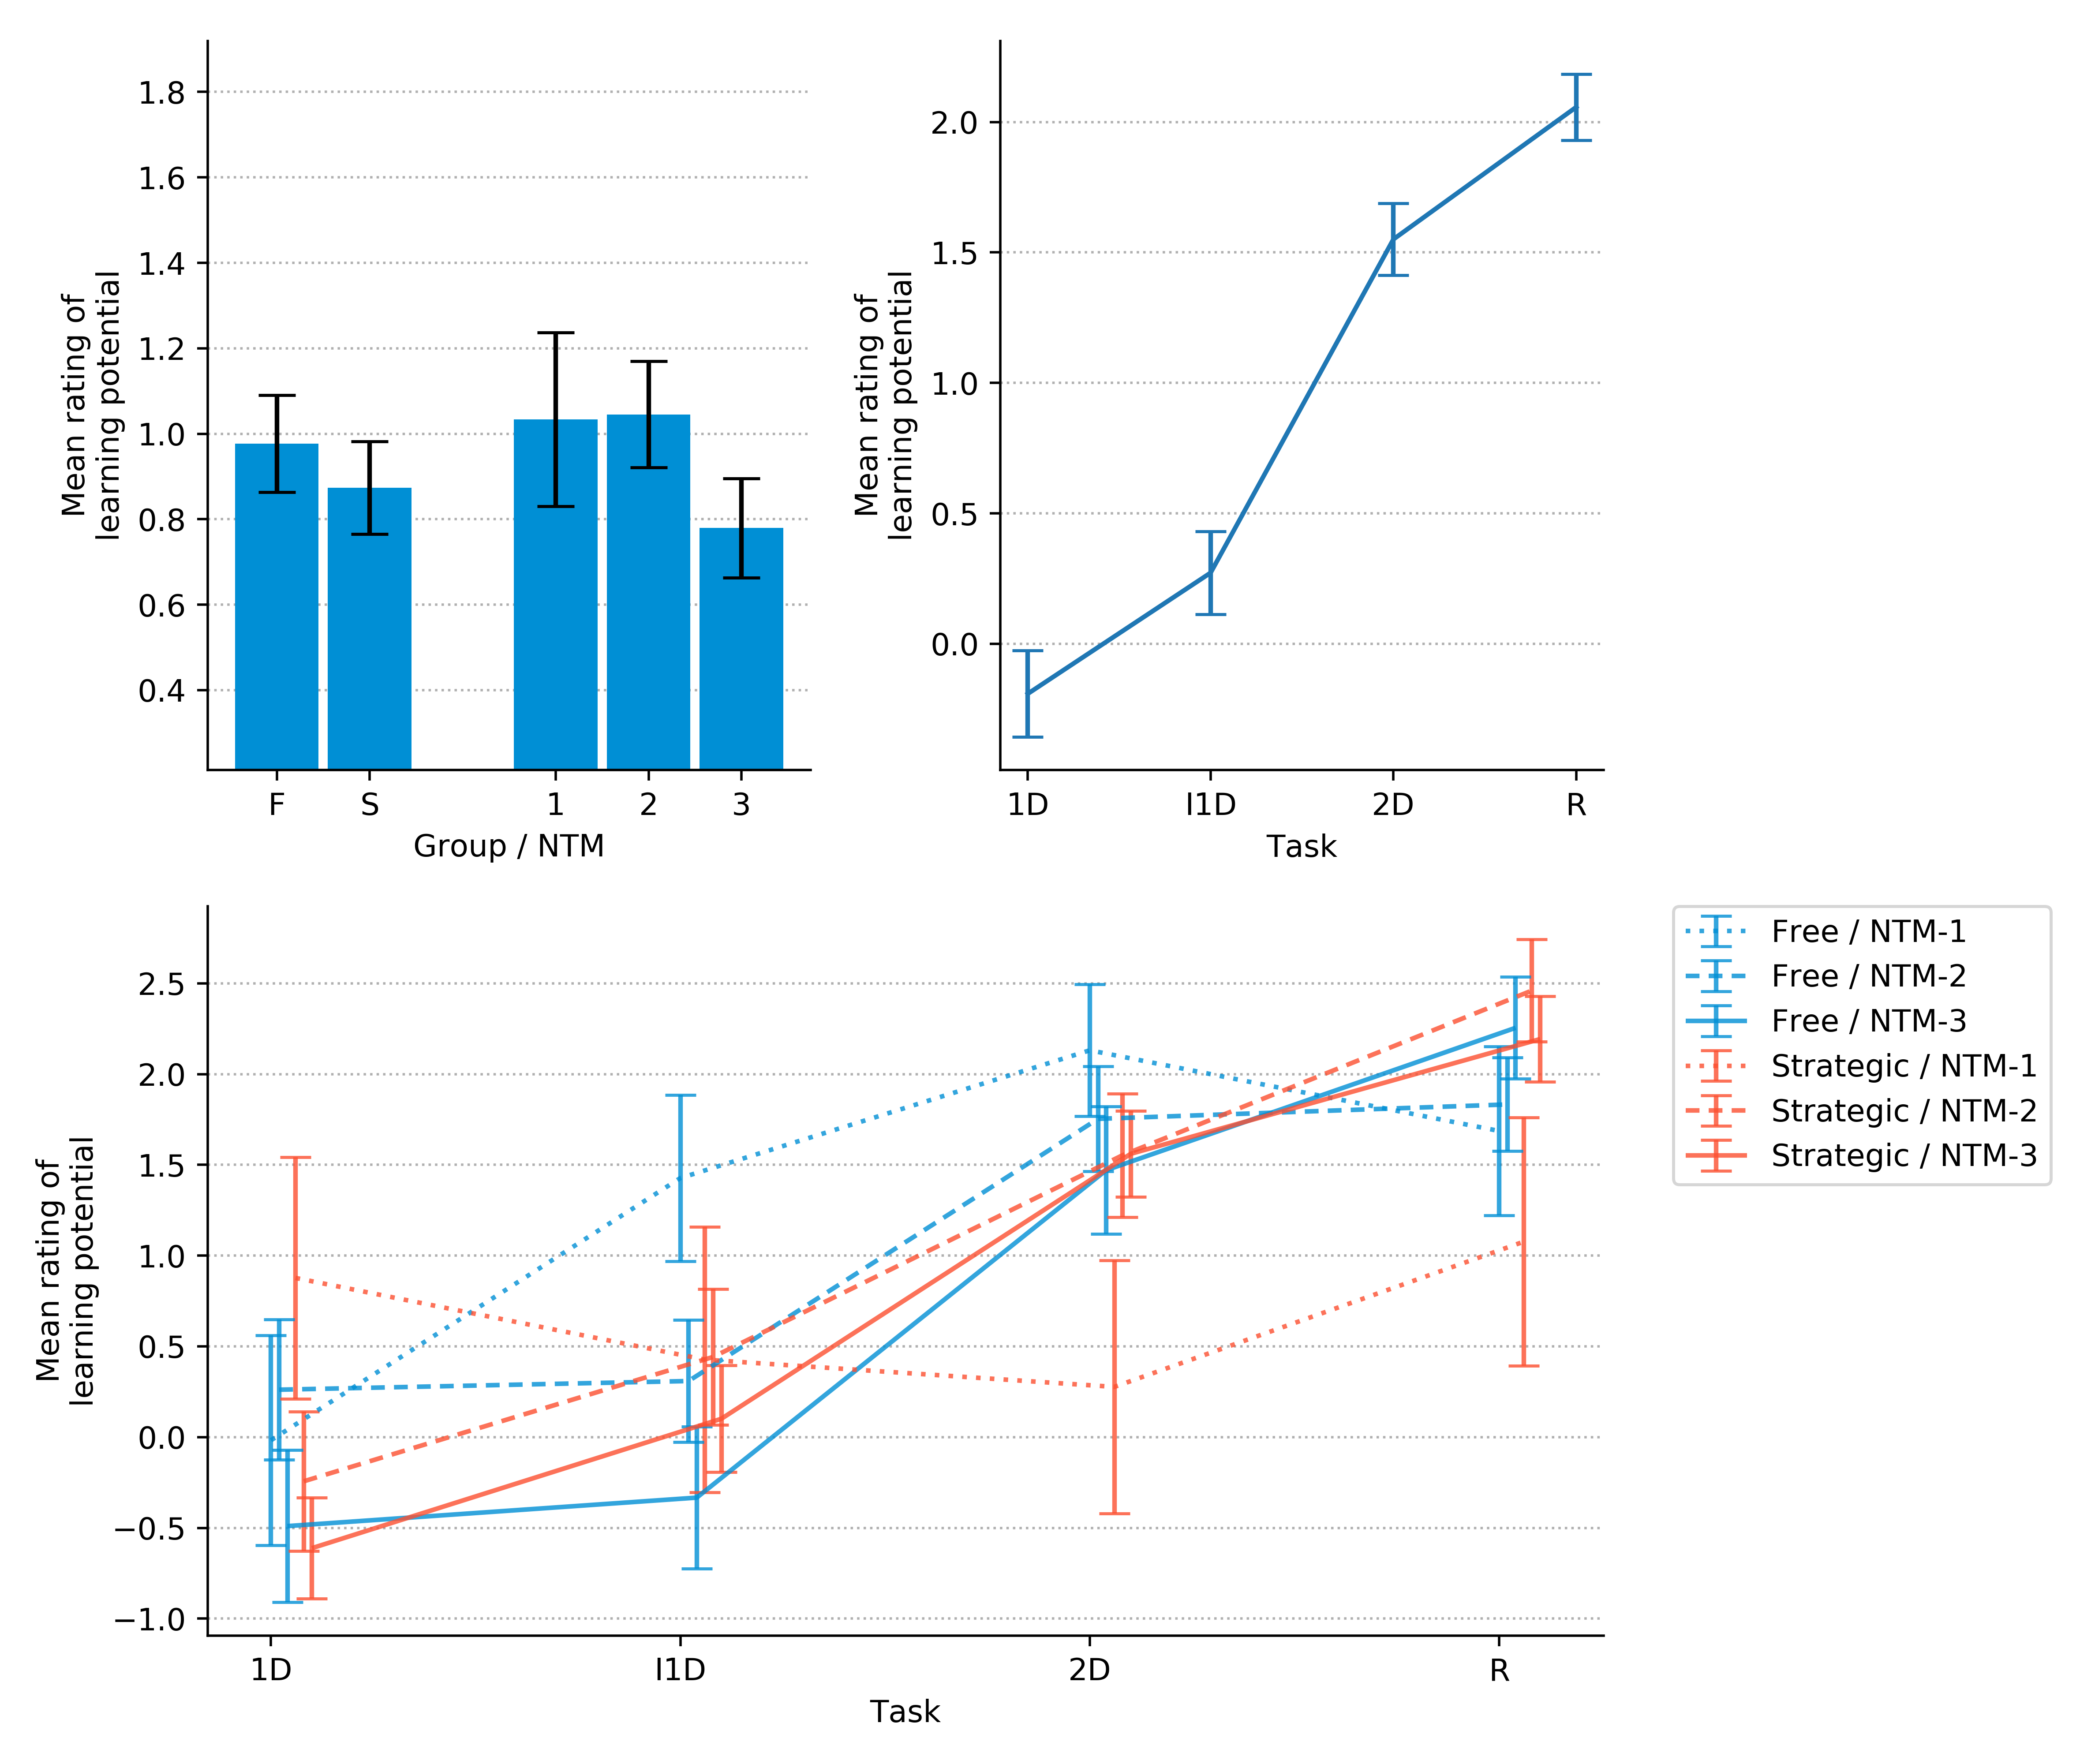 Mean rating of
learning potential
1.8
1.6
1.4
1.2
1.0
0.8
0.6
0.4
F S 1 2 3
Group / NTM
Mean rating of
learning potential
2.0
1.5
1.0
0.5
0.0
1D l1D 2D R
Task
Mean rating of
learning potential
2.5
2.0
1.5
1.0
0.5
0.0
−0.5
−1.0
1D l1D 2D R
Task
Free / NTM-1
Free / NTM-2
Free / NTM-3
Strategic / NTM-1
Strategic / NTM-2
Strategic / NTM-3